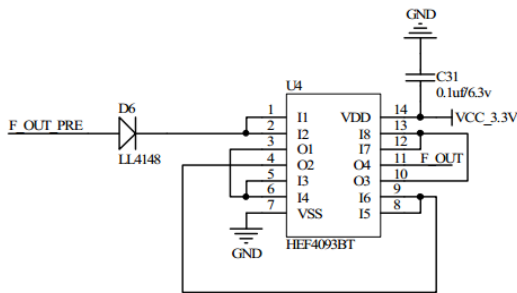 GND
C31
0.1uf/6.3v
U4
D6
F_OUT_PRE
LL4148
1 I1 VDD 14 VCC_3.3V
2 I2 I8 13
3 O1 I7 12
4 O2 O4 11 F_OUT
5 I3 O3 10
6 I4 I6 9
7 VSS I5 8
GND
HEF4093BT